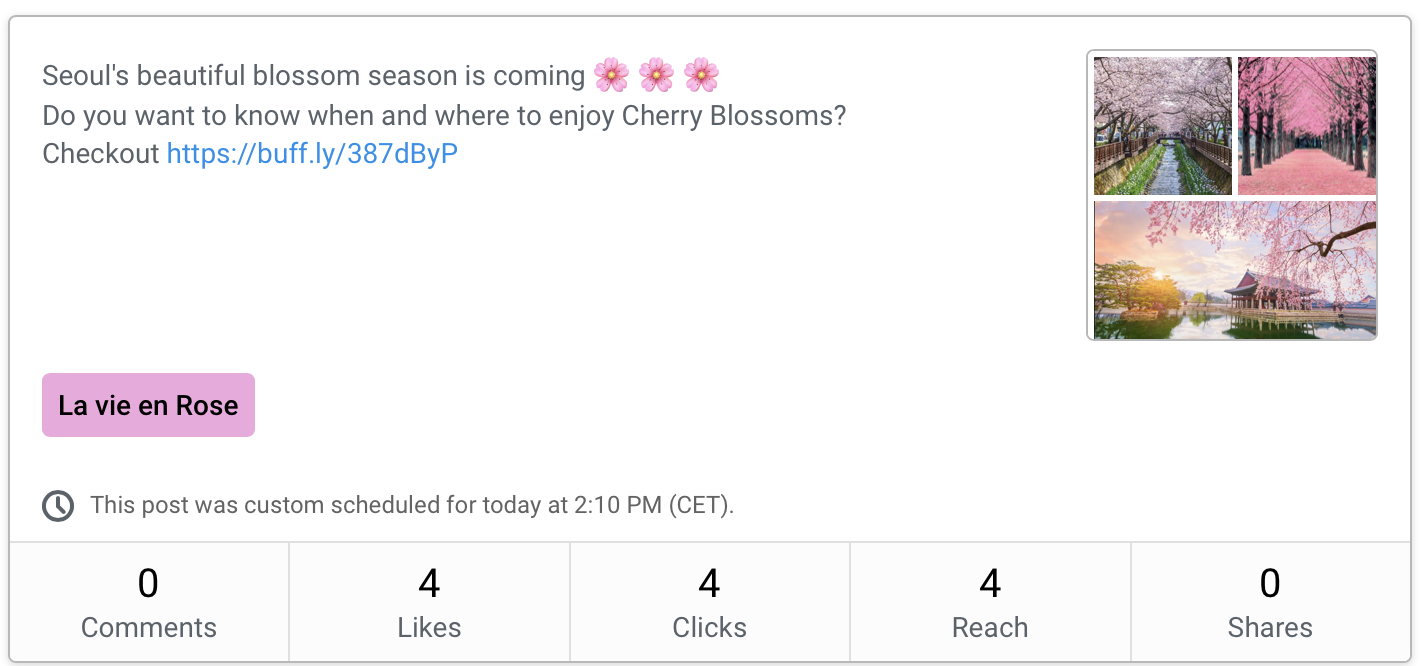 Seoul's beautiful blossom season is coming 🌸 🌸 🌸
Do you want to know when and where to enjoy Cherry Blossoms?
Checkout https://buff.ly/387dByP
La vie en Rose
This post was custom scheduled for today at 2:10 PM (CET).
0
Comments
4
Likes
4
Clicks
4
Reach
0
Shares